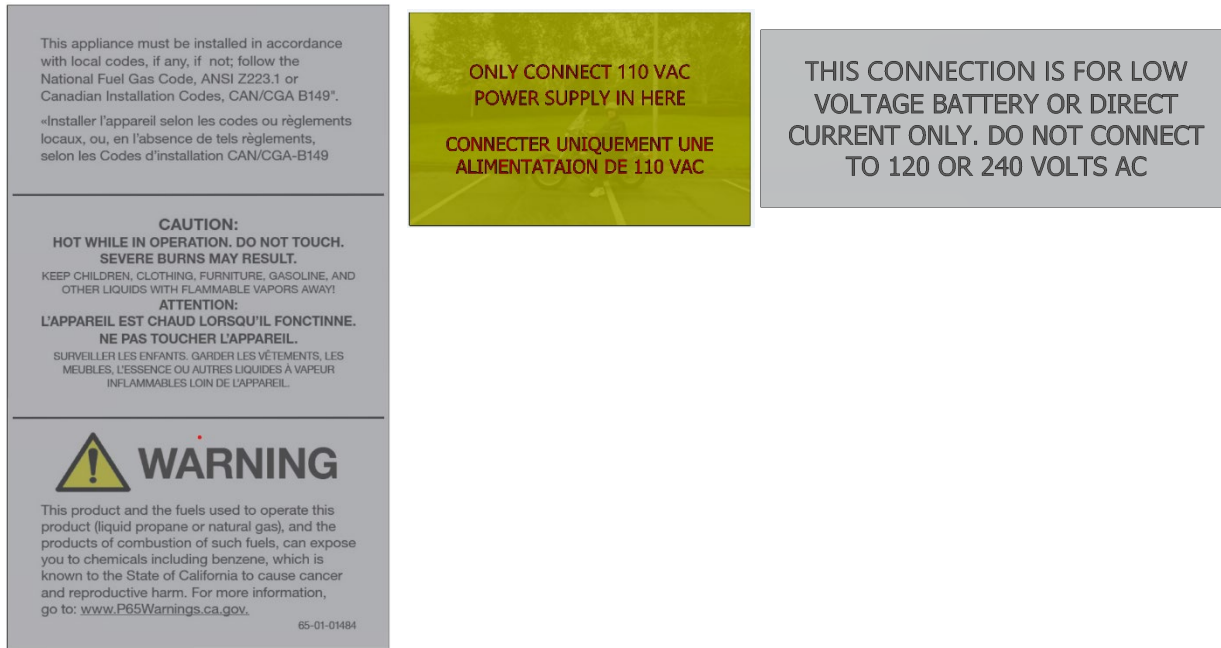 This appliance must be installed in accordance
with local codes, if any, if not; follow the
National Fuel Gas Code, ANSI Z223.1 or
Canadian Installation Codes, CAN/CGA B149".
«Installer l'appareil selon les codes ou règlements
locaux, ou, en l'absence de tels règlements,
selon les Codes d'installation CAN/CGA-B149
CAUTION:
HOT WHILE IN OPERATION. DO NOT TOUCH.
SEVERE BURNS MAY RESULT.
KEEP CHILDREN, CLOTHING, FURNITURE, GASOLINE, AND
OTHER LIQUIDS WITH FLAMMABLE VAPORS AWAY!
ATTENTION:
L'APPAREIL EST CHAUD LORSQU'IL FONCTINNE.
NE PAS TOUCHER L'APPAREIL.
SURVEILLER LES ENFANTS. GARDER LES VÊTEMENTS, LES
MEUBLES, L'ESSENCE OU AUTRES LIQUIDES À VAPEUR
INFLAMMABLES LOIN DE L'APPAREIL.
WARNING
This product and the fuels used to operate this
product (liquid propane or natural gas), and the
products of combustion of such fuels, can expose
you to chemicals including benzene, which is
known to the State of California to cause cancer
and reproductive harm. For more information,
go to: www.P65Warnings.ca.gov.
65-01-01484
ONLY CONNECT 110 VAC
POWER SUPPLY IN HERE
CONNECTER UNIQUEMENT UNE
ALIMENTATAION DE 110 VAC
THIS CONNECTION IS FOR LOW
VOLTAGE BATTERY OR DIRECT
CURRENT ONLY. DO NOT CONNECT
TO 120 OR 240 VOLTS AC